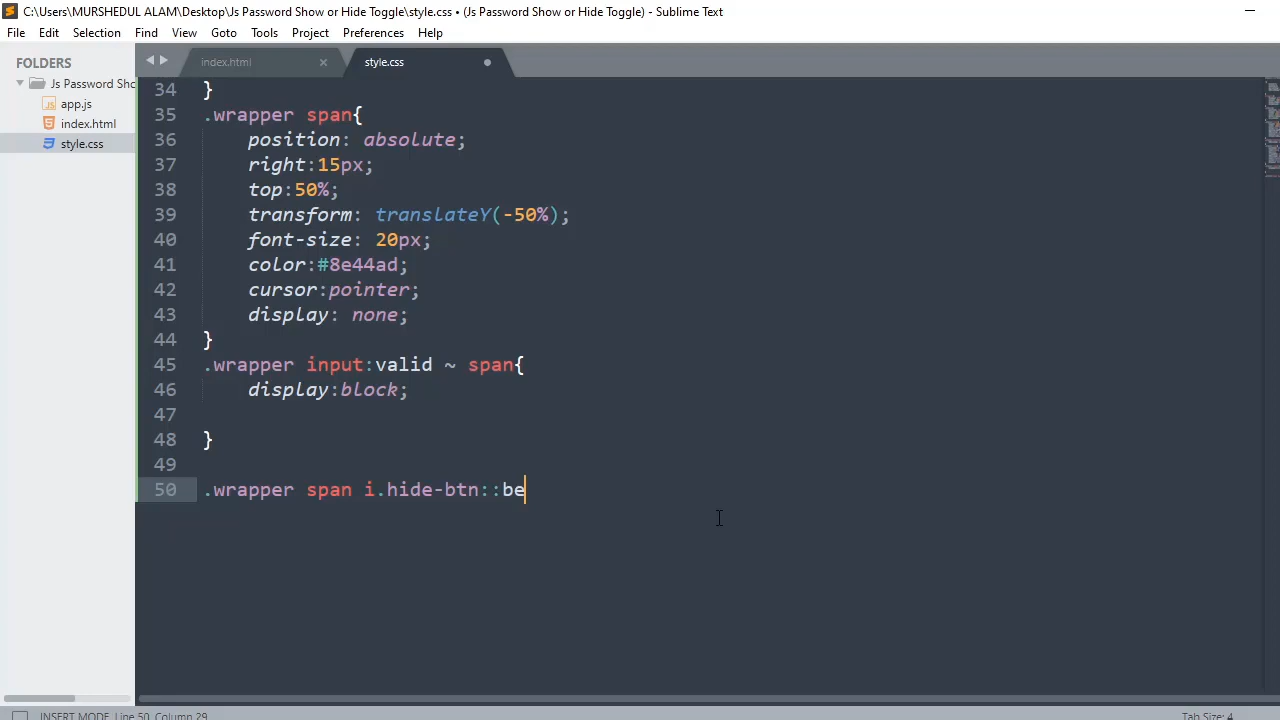 C:\Users\MURSHEDUL ALAM\Desktop\Js Password Show or Hide Toggle\style.css • (Js Password Show or Hide Toggle) - Sublime Text
File Edit Selection Find View Goto Tools Project Preferences Help
FOLDERS
Js Password Sho
app.js
index.html
style.css
index.html
style.css
34 }
35 .wrapper span{
36 position: absolute;
37 right:15px;
38 top:50%;
39 transform: translateY(-50%);
40 font-size: 20px;
41 color:#8e44ad;
42 cursor:pointer;
43 display: none;
44 }
45 .wrapper input:valid ~ span{
46 display:block;
47
48 }
49
50 .wrapper span i.hide-btn::be
INSERT MODE, Line 50, Column 29
Tab Size: 4